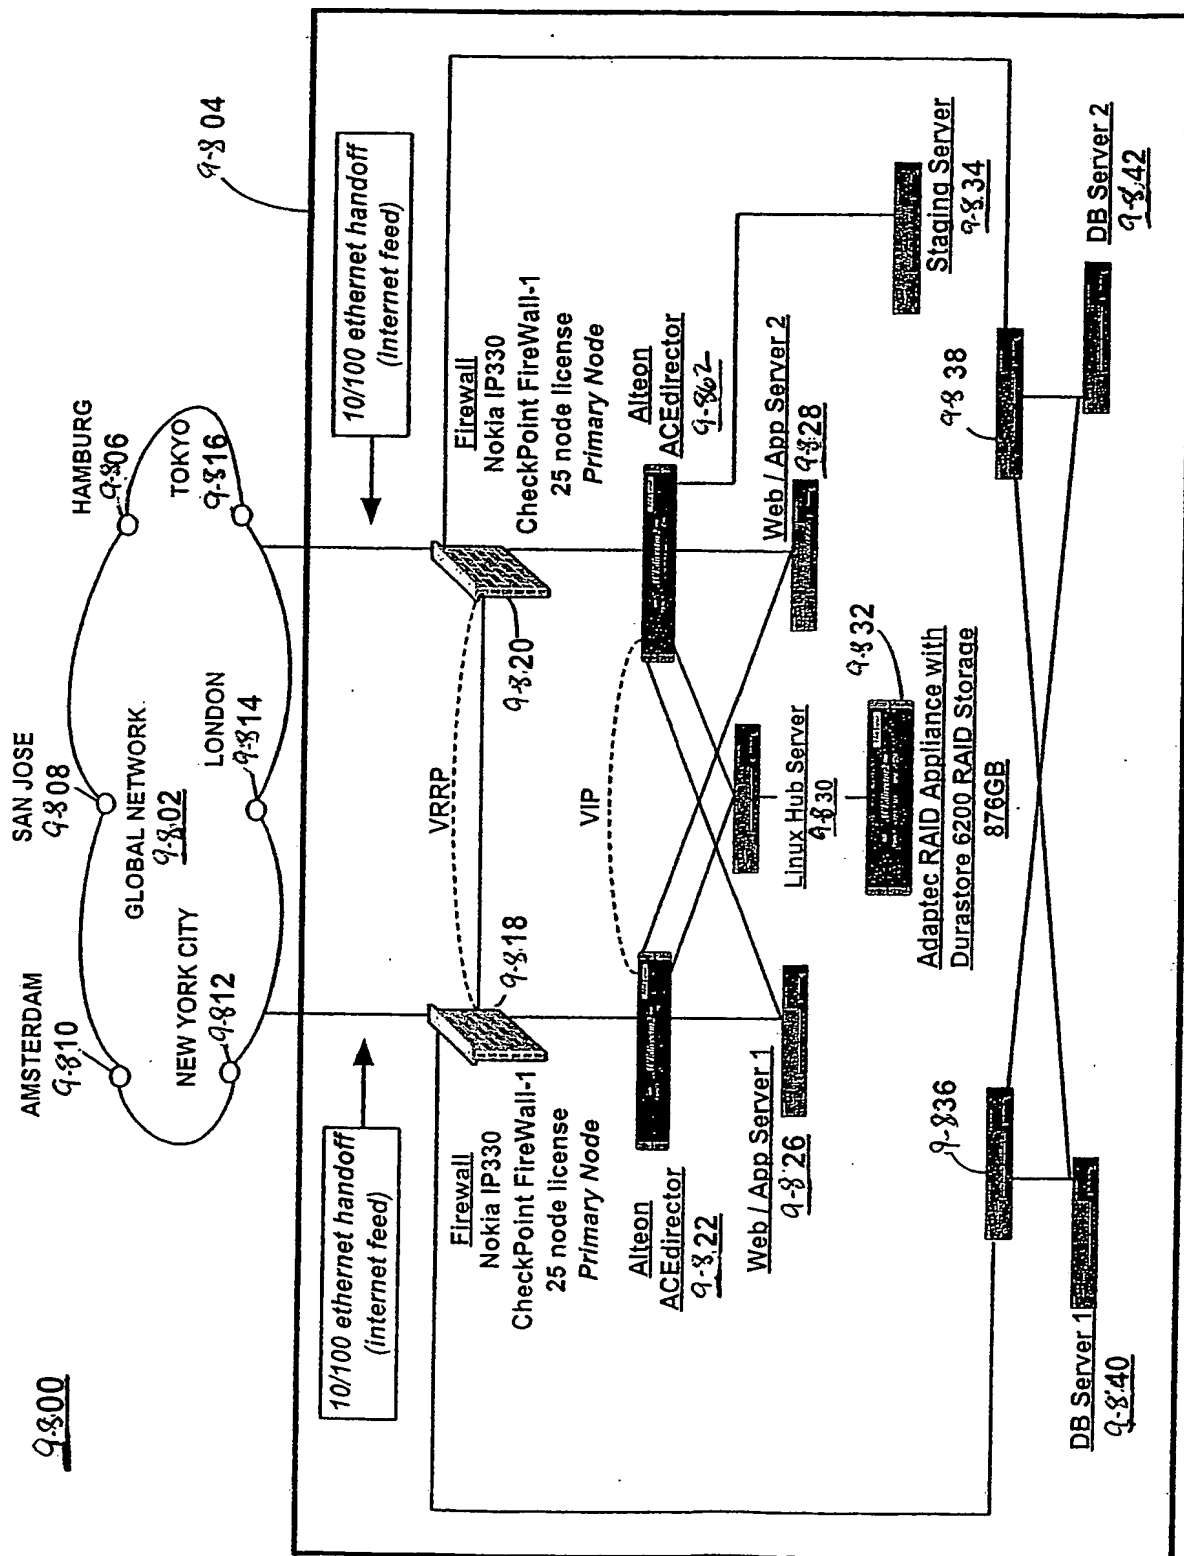 9-800
AMSTERDAM
9-810
SAN JOSE
9-808
HAMBURG
9-806
GLOBAL NETWORK
9-802
NEW YORK CITY
9-812
LONDON
9-814
TOKYO
9-816
9-804
10/100 ethernet handoff
(internet feed)
10/100 ethernet handoff
(Internet feed)
Firewall
Nokia IP330
CheckPoint FireWall-1
25 node license
Primary Node
9-818
VRRP
9-820
Firewall
Nokia IP330
CheckPoint FireWall-1
25 node license
Primary Node
Alteon
ACEdirector
9-822
VIP
Alteon
ACEdirector
9-862
Web / App Server 1
9-826
Linux Hub Server
9-830
Web / App Server 2
9-828
9-832
Adaptec RAID Appliance with
Durastore 6200 RAID Storage
876GB
Staging Server
9-834
9-836
9-838
DB Server 1
9-840
DB Server 2
9-842